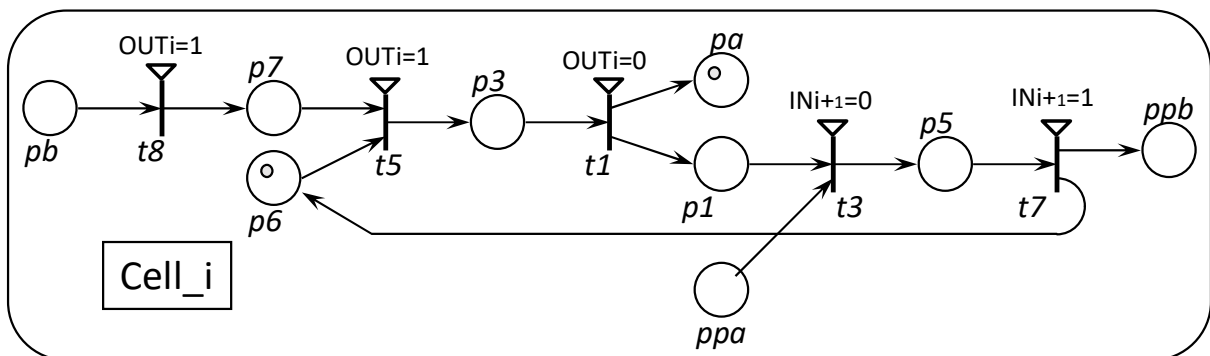 OUTi=1
OUTi=1
OUTi=0
INi+1=0
INi+1=1
pb
t8
p7
p6
t5
p3
t1
pa
p1
ppa
t3
p5
t7
ppb
Cell_i